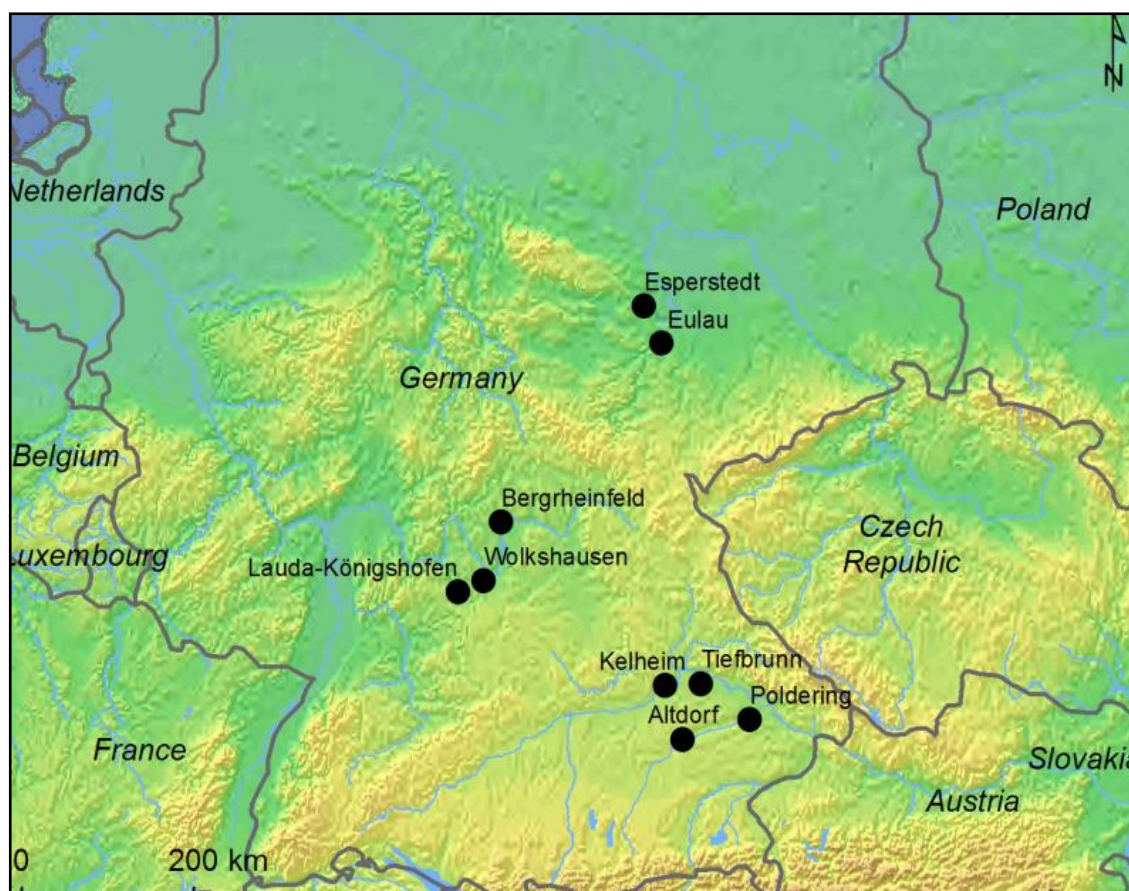 N
Netherlands
Poland
Esperstedt
Eulau
Germany
Belgium
Bergrheinfeld
Czech
Republic
Luxembourg
Lauda-Königshofen
Wolkshausen
Kelheim
Tiefbrunn
Poldering
Altdorf
France
Slovakia
Austria
0
200 km